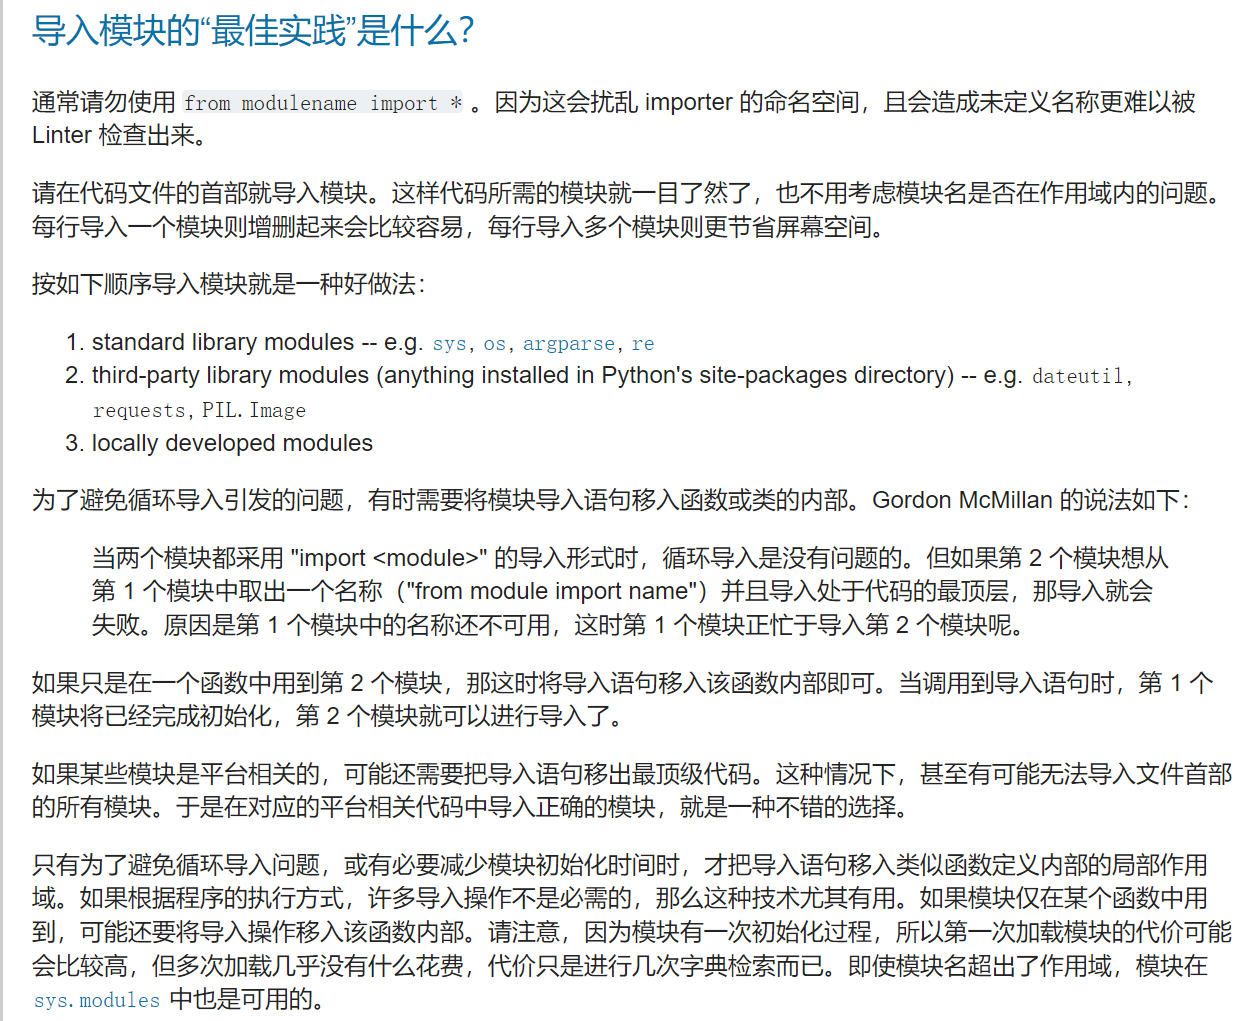 导入模块的“最佳实践”是什么？
通常请勿使用 from modulename import * 。因为这会扰乱 importer 的命名空间，且会造成未定义名称更难以被
Linter 检查出来。
请在代码文件的首部就导入模块。这样代码所需的模块就一目了然了，也不用考虑模块名是否在作用域内的问题。
每行导入一个模块则增删起来会比较容易，每行导入多个模块则更节省屏幕空间。
按如下顺序导入模块就是一种好做法：
1. standard library modules -- e.g. sys, os, argparse, re
2. third-party library modules (anything installed in Python's site-packages directory) -- e.g. dateutil,
requests, PIL.Image
3. locally developed modules
为了避免循环导入引发的问题，有时需要将模块导入语句移入函数或类的内部。Gordon McMillan 的说法如下：
当两个模块都采用 "import <module>" 的导入形式时，循环导入是没有问题的。但如果第 2 个模块想从
第 1 个模块中取出一个名称（"from module import name"）并且导入处于代码的最顶层，那导入就会
失败。原因是第 1 个模块中的名称还不可用，这时第 1 个模块正忙于导入第 2 个模块呢。
如果只是在一个函数中用到第 2 个模块，那这时将导入语句移入该函数内部即可。当调用到导入语句时，第 1 个
模块将已经完成初始化，第 2 个模块就可以进行导入了。
如果某些模块是平台相关的，可能还需要把导入语句移出最顶级代码。这种情况下，甚至有可能无法导入文件首部
的所有模块。于是在对应的平台相关代码中导入正确的模块，就是一种不错的选择。
只有为了避免循环导入问题，或有必要减少模块初始化时间时，才把导入语句移入类似函数定义内部的局部作用
域。如果根据程序的执行方式，许多导入操作不是必需的，那么这种技术尤其有用。如果模块仅在某个函数中用
到，可能还要将导入操作移入该函数内部。请注意，因为模块有一次初始化过程，所以第一次加载模块的代价可能
会比较高，但多次加载几乎没有什么花费，代价只是进行几次字典检索而已。即使模块名超出了作用域，模块在
sys.modules 中也是可用的。